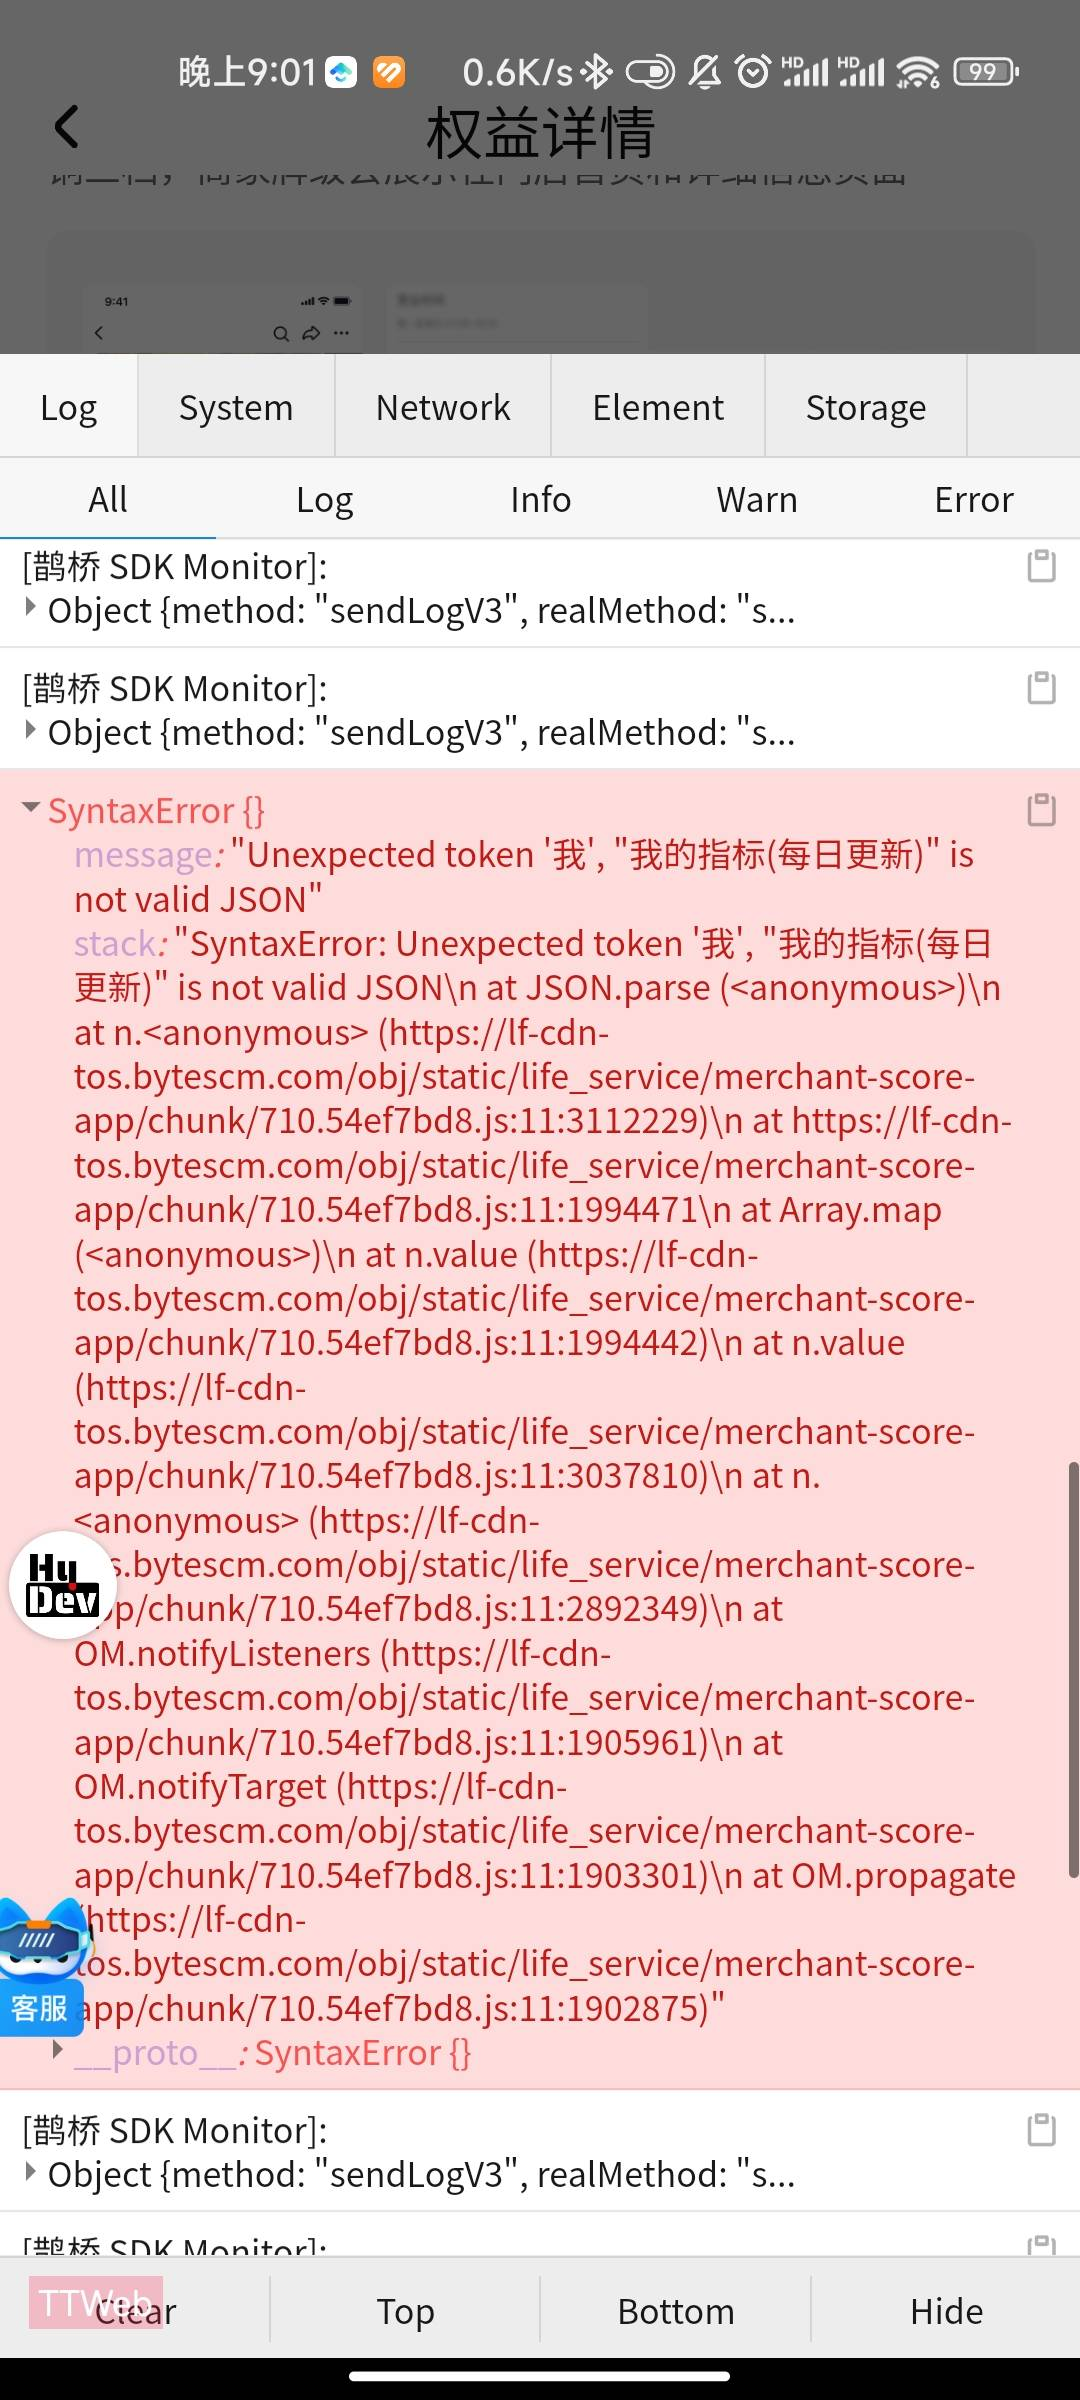 晚上9:01 0.6K/s HD HD 6 99
权益详情
9:41
Log System Network Element Storage
All Log Info Warn Error
[鹊桥 SDK Monitor]:
Object {method: "sendLogV3", realMethod: "s...
[鹊桥 SDK Monitor]:
Object {method: "sendLogV3", realMethod: "s...
SyntaxError {}
message: "Unexpected token '我', "我的指标(每日更新)" is
not valid JSON"
stack: "SyntaxError: Unexpected token '我', "我的指标(每日
更新)" is not valid JSON\n at JSON.parse (<anonymous>)\n
at n.<anonymous> (https://lf-cdn-
tos.bytescm.com/obj/static/life_service/merchant-score-
app/chunk/710.54ef7bd8.js:11:3112229)\n at https://lf-cdn-
tos.bytescm.com/obj/static/life_service/merchant-score-
app/chunk/710.54ef7bd8.js:11:1994471\n at Array.map
(<anonymous>)\n at n.value (https://lf-cdn-
tos.bytescm.com/obj/static/life_service/merchant-score-
app/chunk/710.54ef7bd8.js:11:1994442)\n at n.value
(https://lf-cdn-
tos.bytescm.com/obj/static/life_service/merchant-score-
app/chunk/710.54ef7bd8.js:11:3037810)\n at n.
<anonymous> (https://lf-cdn-
s.bytescm.com/obj/static/life_service/merchant-score-
pp/chunk/710.54ef7bd8.js:11:2892349)\n at
Hy
Dev
OM.notifyListeners (https://lf-cdn-
tos.bytescm.com/obj/static/life_service/merchant-score-
app/chunk/710.54ef7bd8.js:11:1905961)\n at
OM.notifyTarget (https://lf-cdn-
tos.bytescm.com/obj/static/life_service/merchant-score-
app/chunk/710.54ef7bd8.js:11:1903301)\n at OM.propagate
(https://lf-cdn-
tos.bytescm.com/obj/static/life_service/merchant-score-
客服
app/chunk/710.54ef7bd8.js:11:1902875)"
__proto__: SyntaxError {}
[鹊桥 SDK Monitor]:
Object {method: "sendLogV3", realMethod: "s...
[鹊桥 SDK Monitor]:
TTWeb
Clear Top Bottom Hide